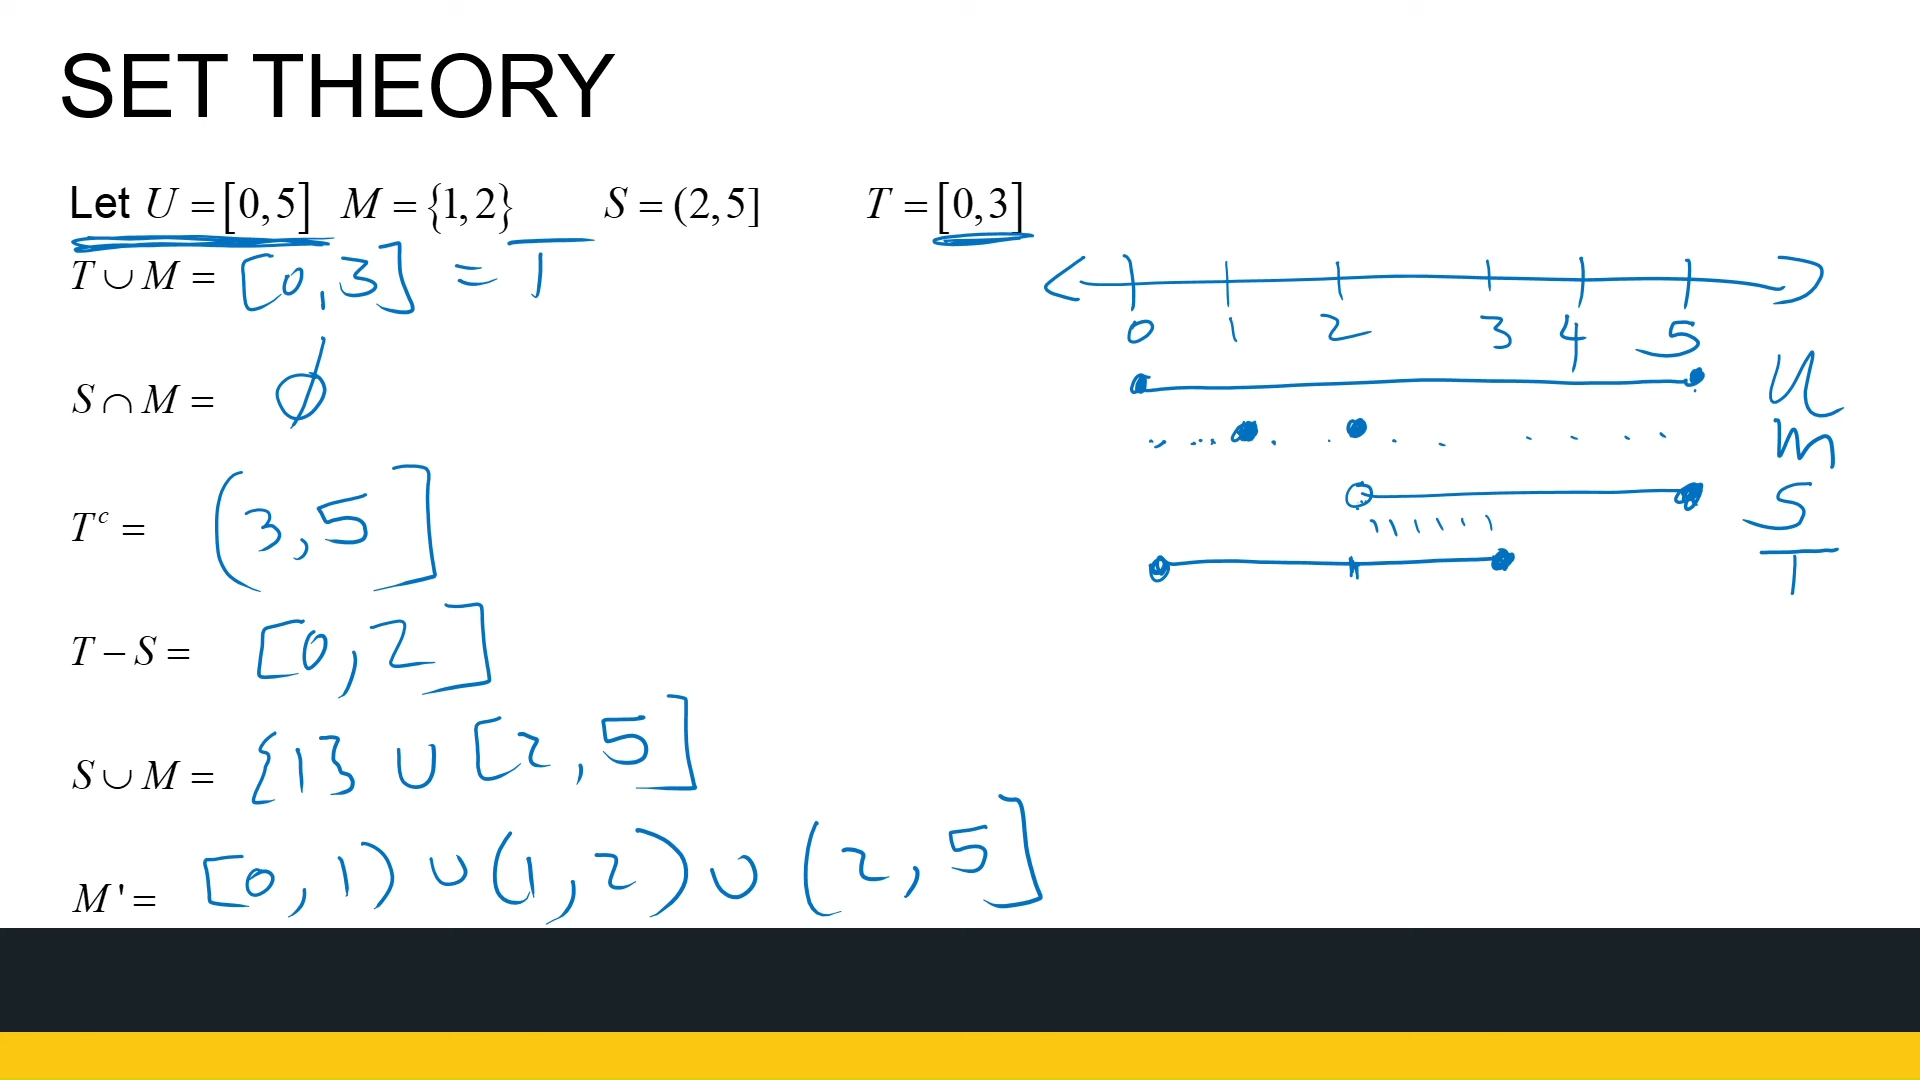 SET THEORY
Let U = [0,5] M = {1,2} S = (2,5] T = [0,3]
T ∪ M = [0,3] = T
S ∩ M = ∅
Tᶜ = (3,5]
T − S = [0,2]
S ∪ M = {1} ∪ [2,5]
M ' = [0,1) ∪ (1,2) ∪ (2,5]
0 1 2 3 4 5
U
M
S
T